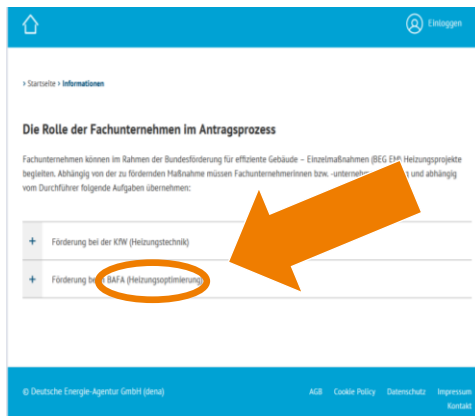 Einloggen
› Startseite › Informationen
Die Rolle der Fachunternehmen im Antragsprozess
Fachunternehmen können im Rahmen der Bundesförderung für effiziente Gebäude – Einzelmaßnahmen (BEG EM) Heizungsprojekte
begleiten. Abhängig von der zu fördernden Maßnahme müssen Fachunternehmerinnen bzw. -unternehmer und abhängig
vom Durchführer folgende Aufgaben übernehmen:
+ Förderung bei der KfW (Heizungstechnik)
+ Förderung BAFA (Heizungsoptimierung)
© Deutsche Energie-Agentur GmbH (dena) AGB Cookie Policy Datenschutz Impressum
Kontakt